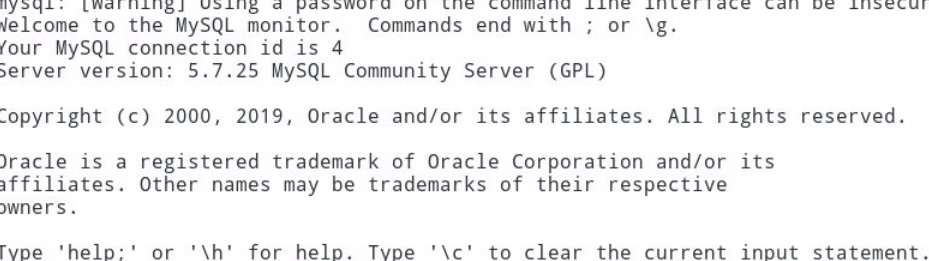 mysql: [Warning] Using a password on the command line interface can be insecur
Welcome to the MySQL monitor.  Commands end with ; or \g.
Your MySQL connection id is 4
Server version: 5.7.25 MySQL Community Server (GPL)
Copyright (c) 2000, 2019, Oracle and/or its affiliates. All rights reserved.
Oracle is a registered trademark of Oracle Corporation and/or its
affiliates. Other names may be trademarks of their respective
owners.
Type 'help;' or '\h' for help. Type '\c' to clear the current input statement.